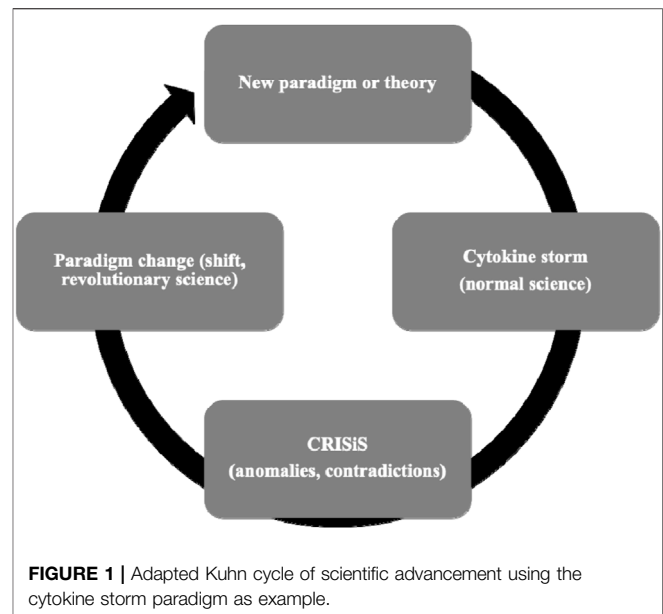 New paradigm or theory
Paradigm change (shift,
revolutionary science)
Cytokine storm
(normal science)
CRISiS
(anomalies, contradictions)
FIGURE 1 | Adapted Kuhn cycle of scientific advancement using the
cytokine storm paradigm as example.